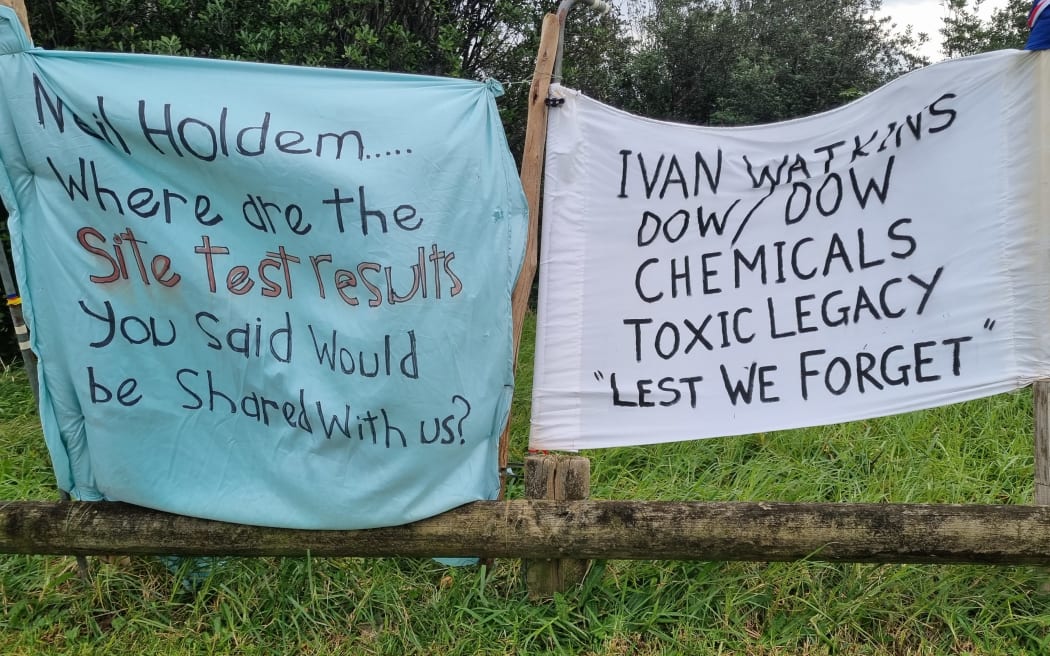 Neil Holdem.....
Where are the
Site test results
you said would
be Shared With us?
IVAN WATKINS
DOW/DOW
CHEMICALS
TOXIC LEGACY
"LEST WE FORGET"